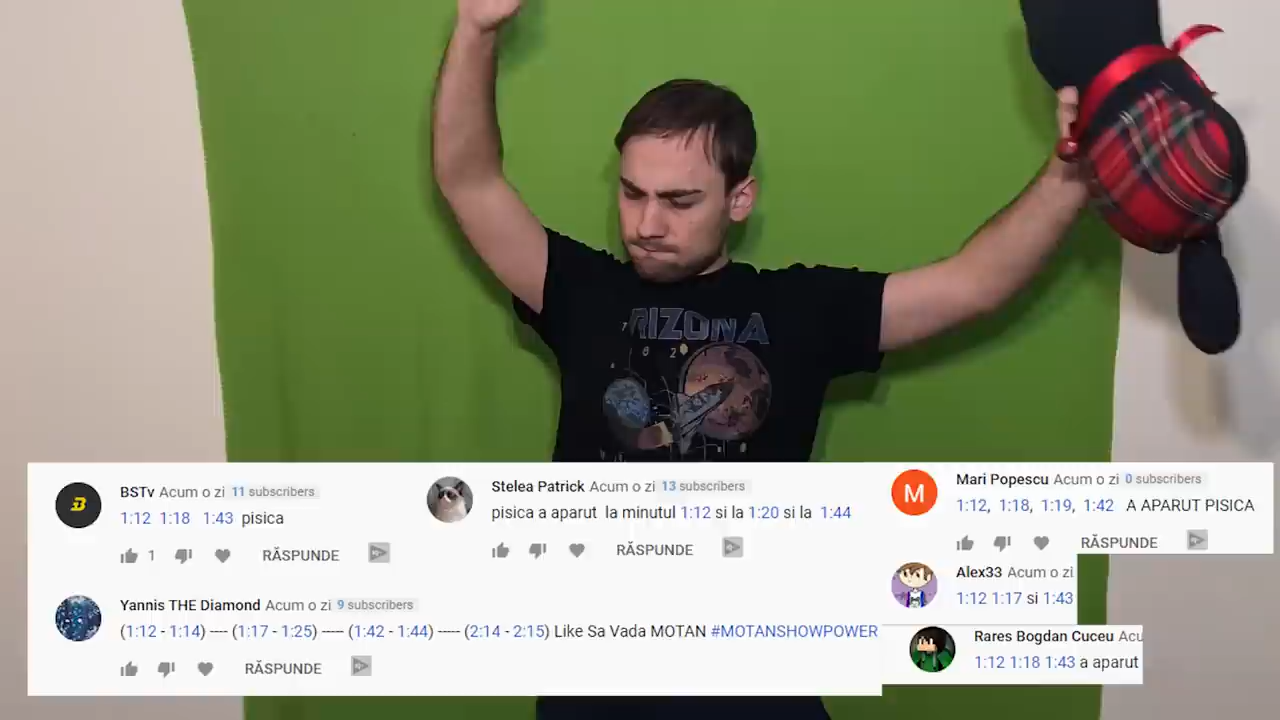 ARIZONA
BSTv Acum o zi 11 subscribers
1:12 1:18 1:43 pisica
1
RĂSPUNDE
Stelea Patrick Acum o zi 13 subscribers
pisica a aparut la minutul 1:12 si la 1:20 si la 1:44
RĂSPUNDE
Mari Popescu Acum o zi 0 subscribers
1:12, 1:18, 1:19, 1:42 A APARUT PISICA
RĂSPUNDE
Alex33 Acum o zi
1:12 1:17 si 1:43
Yannis THE Diamond Acum o zi 9 subscribers
(1:12 - 1:14) ---- (1:17 - 1:25) ----- (1:42 - 1:44) ----- (2:14 - 2:15) Like Sa Vada MOTAN #MOTANSHOWPOWER
RĂSPUNDE
Rares Bogdan Cuceu Acu
1:12 1:18 1:43 a aparut